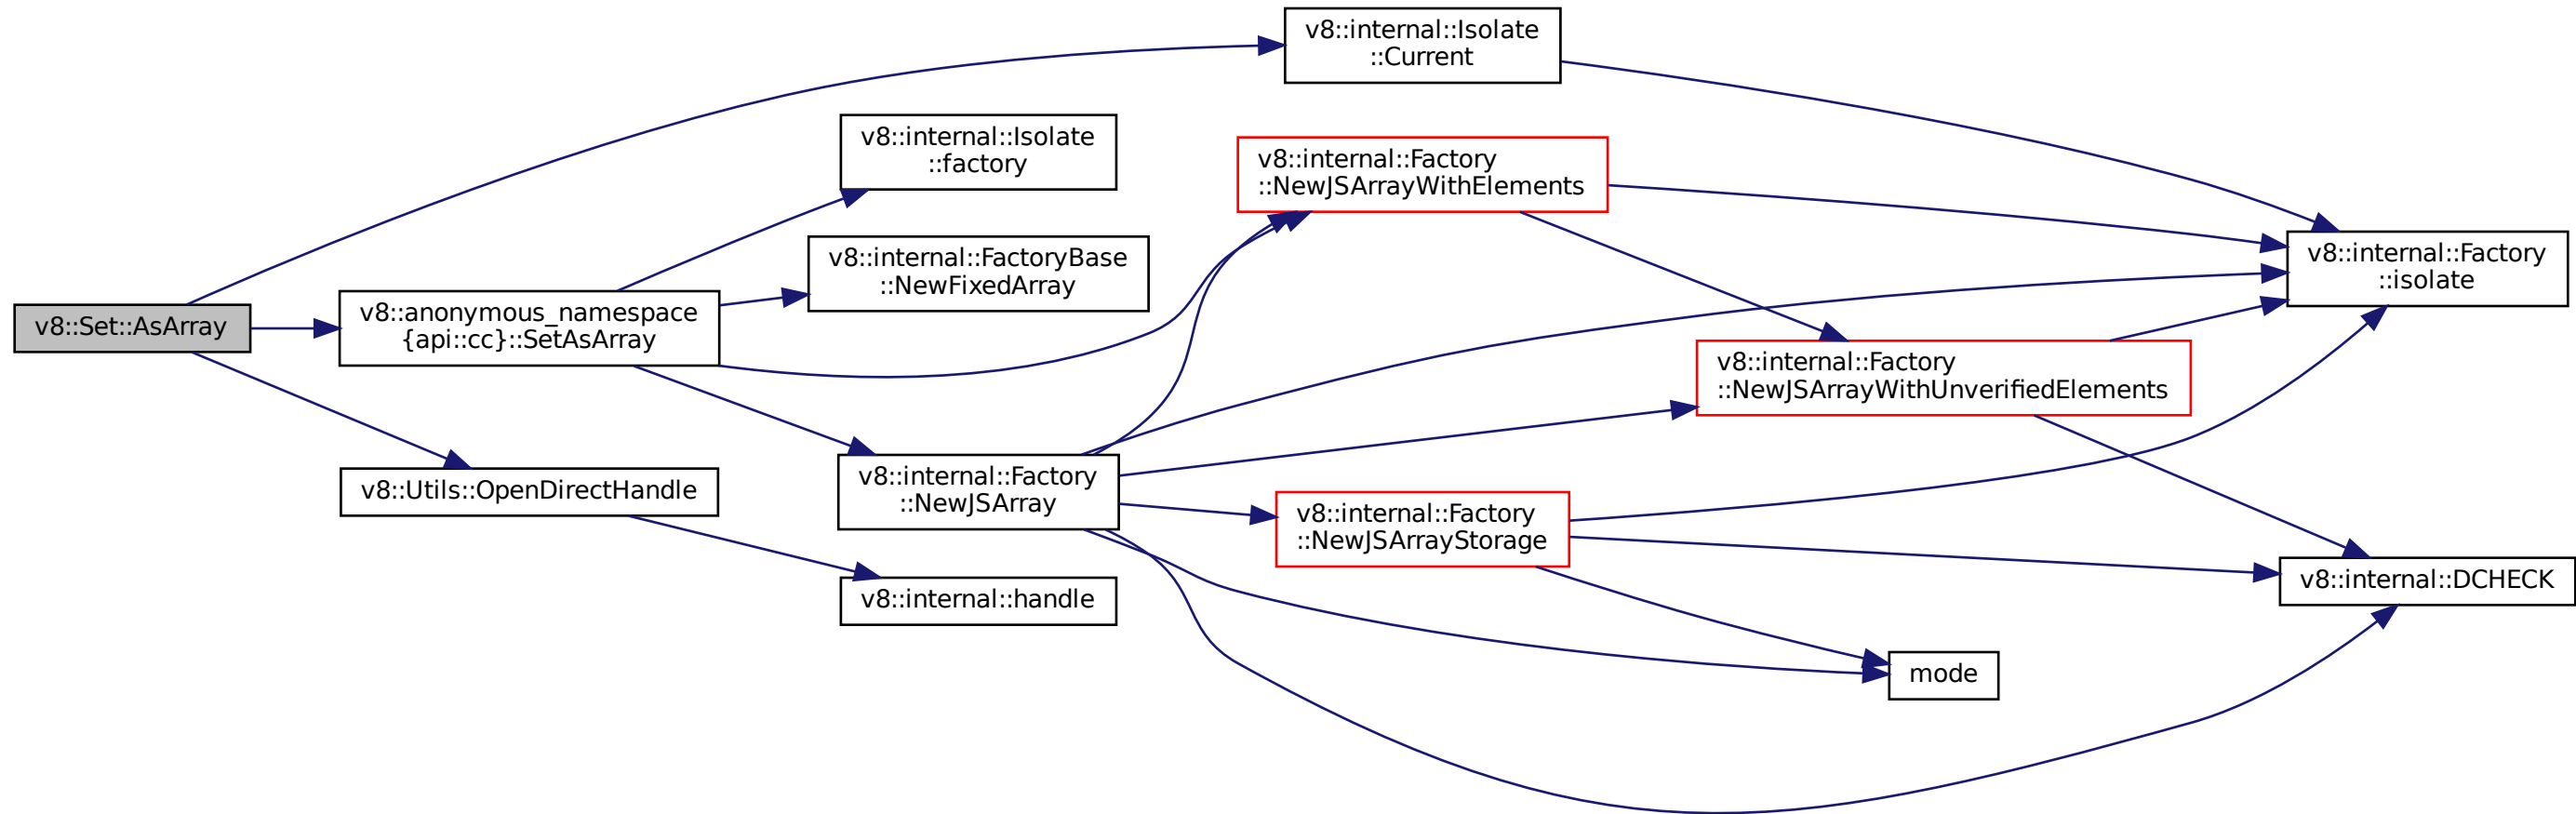 v8::internal::Isolate
::Current
v8::internal::Isolate
::factory
v8::internal::Factory
::NewJSArrayWithElements
v8::internal::FactoryBase
::NewFixedArray
v8::internal::Factory
::isolate
v8::Set::AsArray
v8::anonymous_namespace
{api::cc}::SetAsArray
v8::internal::Factory
::NewJSArrayWithUnverifiedElements
v8::Utils::OpenDirectHandle
v8::internal::Factory
::NewJSArray
v8::internal::Factory
::NewJSArrayStorage
v8::internal::DCHECK
v8::internal::handle
mode